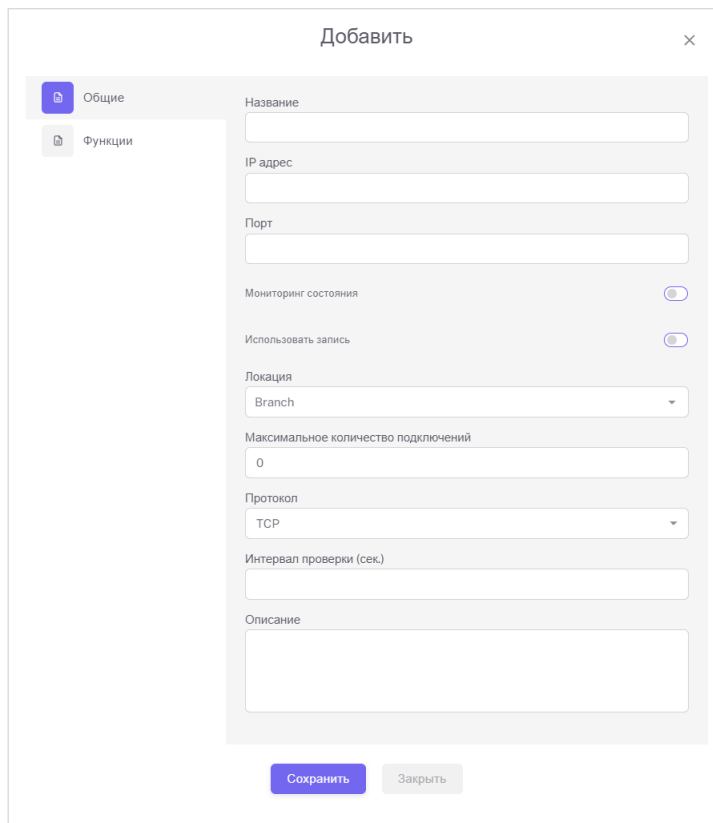 Добавить
Общие
Функции
Название
IP адрес
Порт
Мониторинг состояния
Использовать запись
Локация
Branch
Максимальное количество подключений
0
Протокол
TCP
Интервал проверки (сек.)
Описание
Сохранить
Закрыть